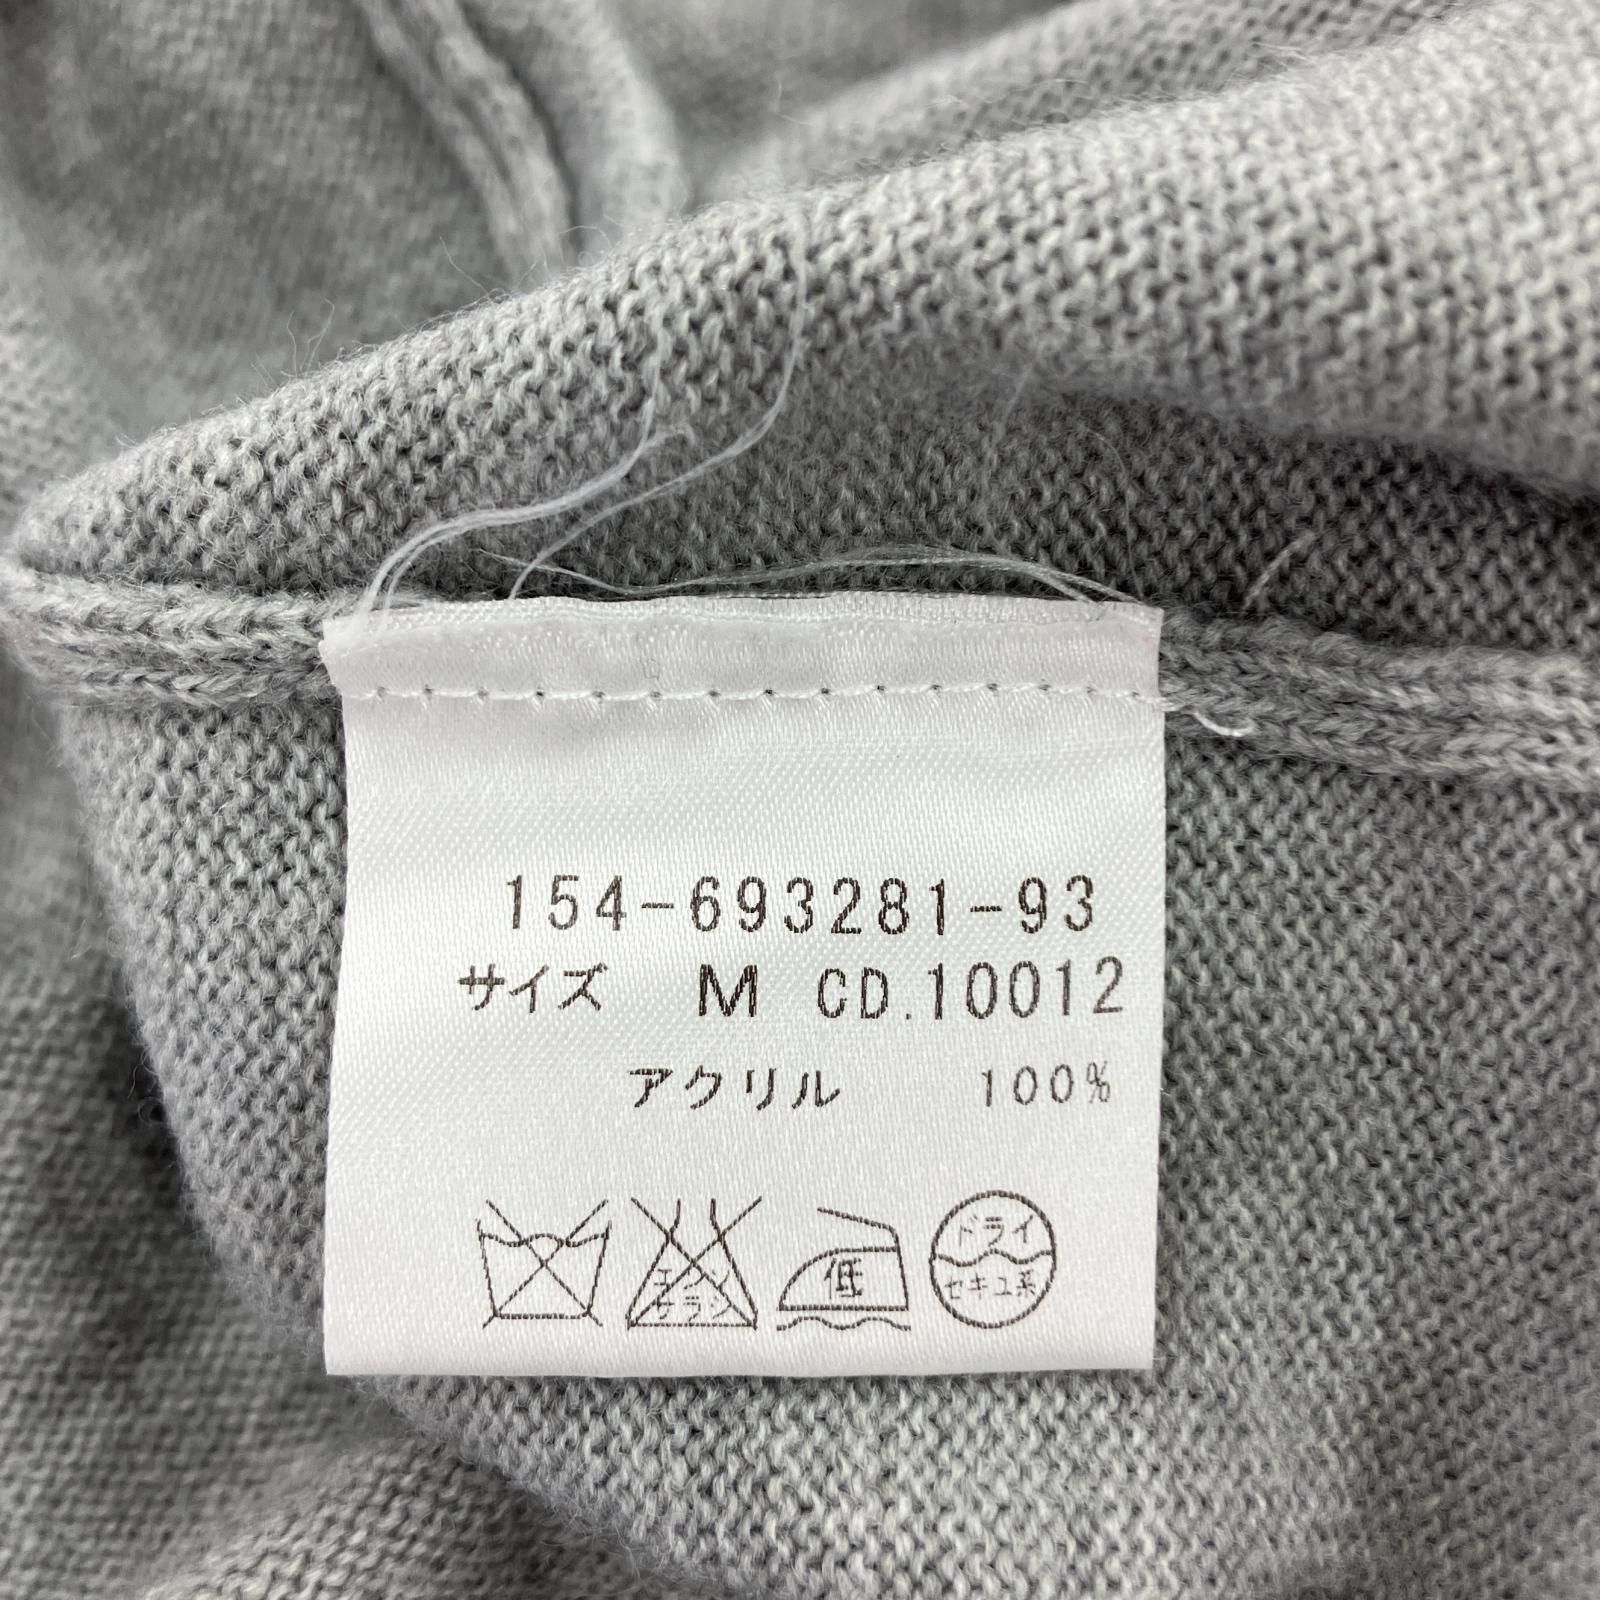 154-693281-93
サイズ M CD.10012
アクリル 100%
エンソ サラシ
低
ドライ
セキユ系